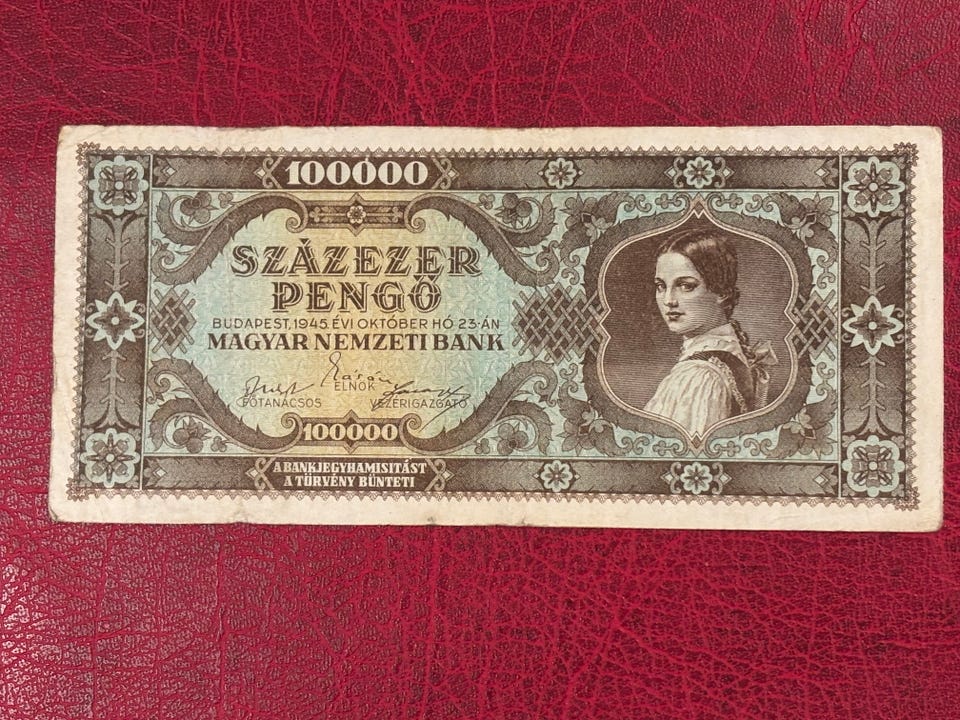 100000
SZÁZEZER
PENGŐ
BUDAPEST, 1945. ÉVI OKTÓBER HÓ 23-ÁN
MAGYAR NEMZETI BANK
ELNÖK
FŐTANÁCSOS VEZÉRIGAZGATÓ
100000
A BANKJEGYHAMISITÁST
A TÖRVÉNY BÜNTETI